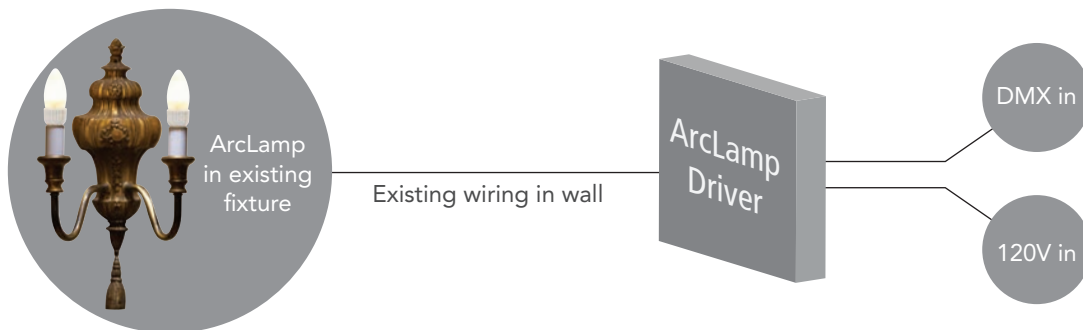 ArcLamp
in existing
fixture
Existing wiring in wall
ArcLamp
Driver
DMX in
120V in